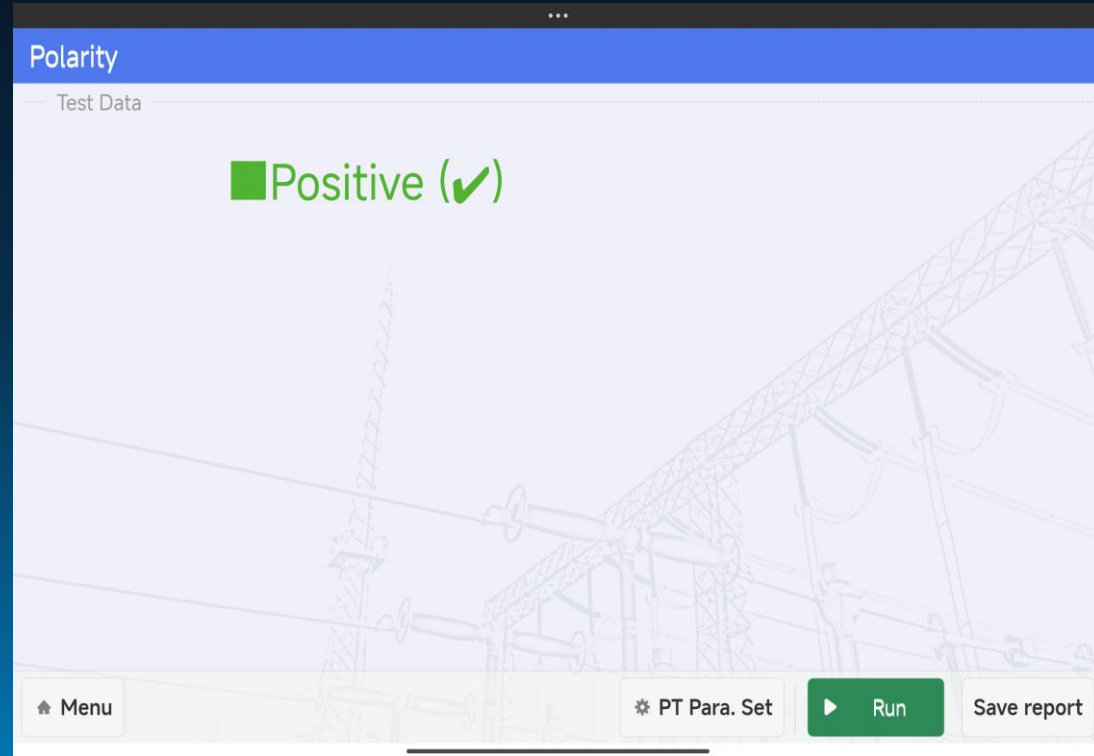 Polarity
Test Data
■Positive (✔)
Menu
PT Para. Set
Run
Save report